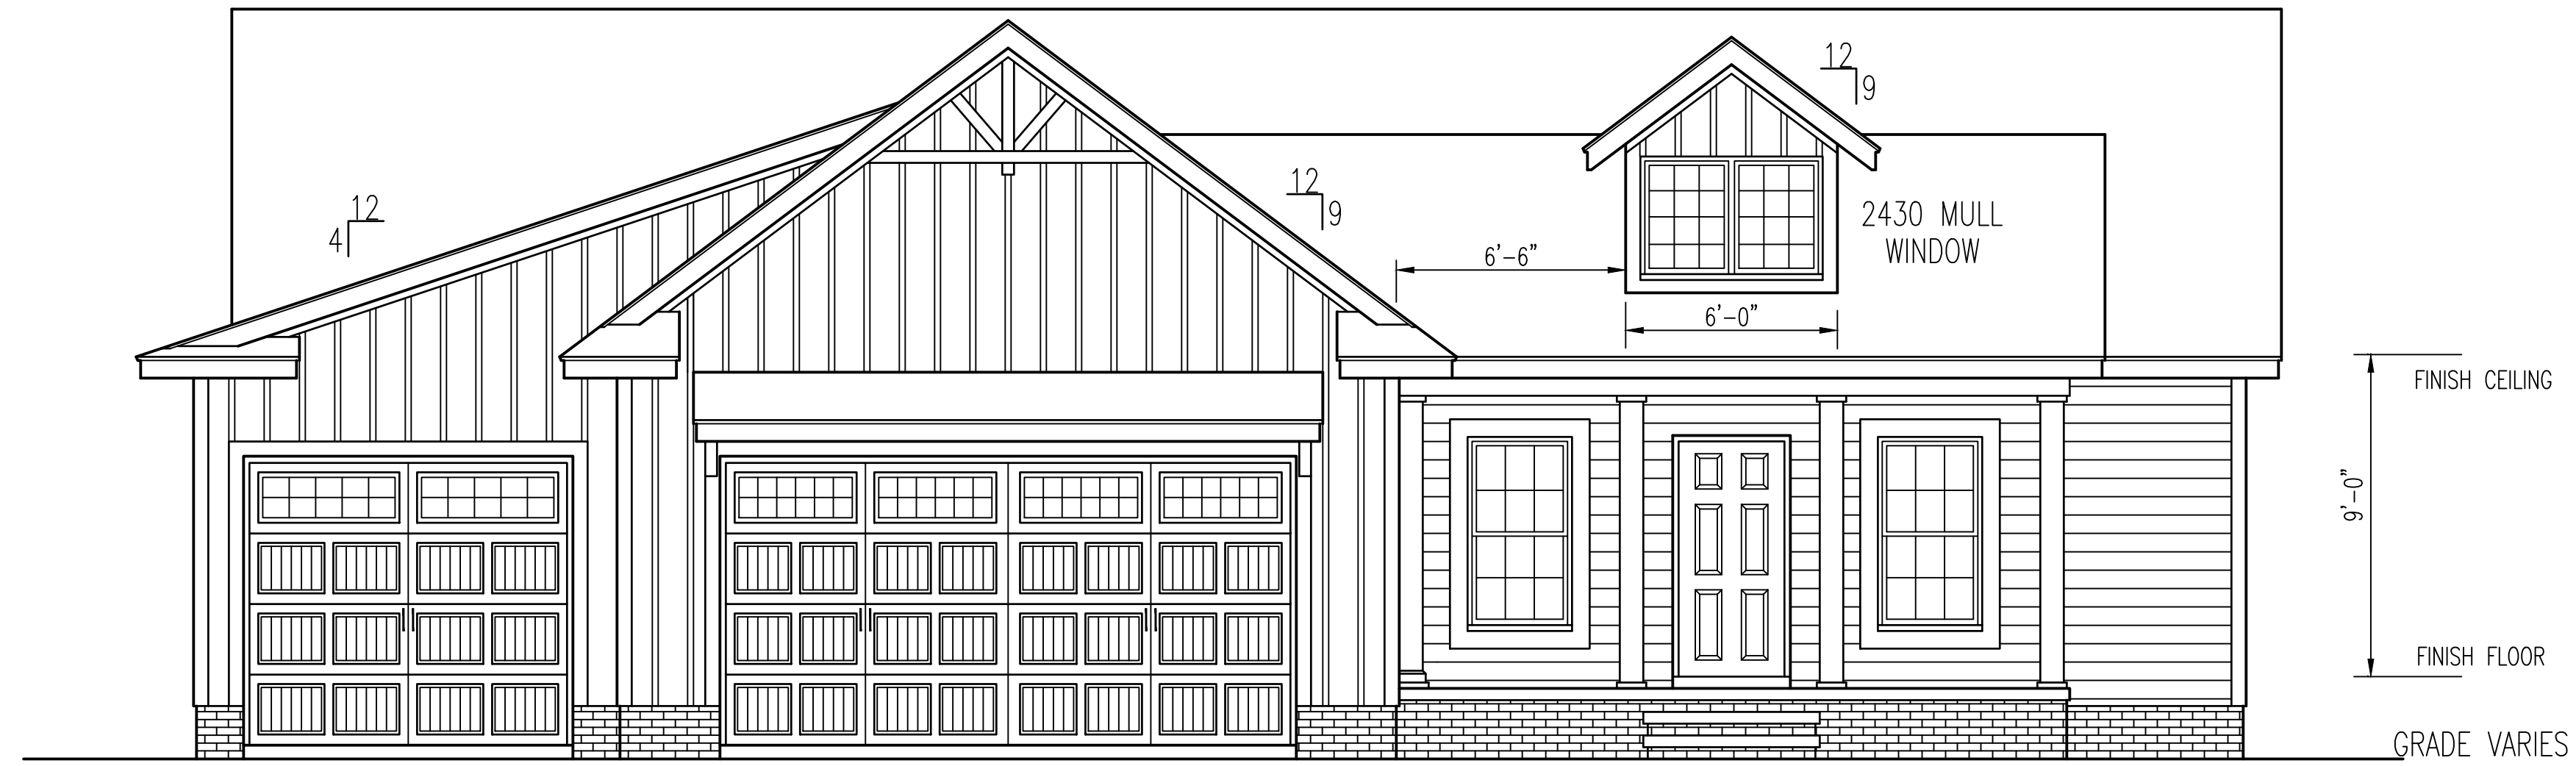 12
9
12
4
12
9
2430 MULL
WINDOW
6'-6"
6'-0"
FINISH CEILING
9'-0"
FINISH FLOOR
GRADE VARIES